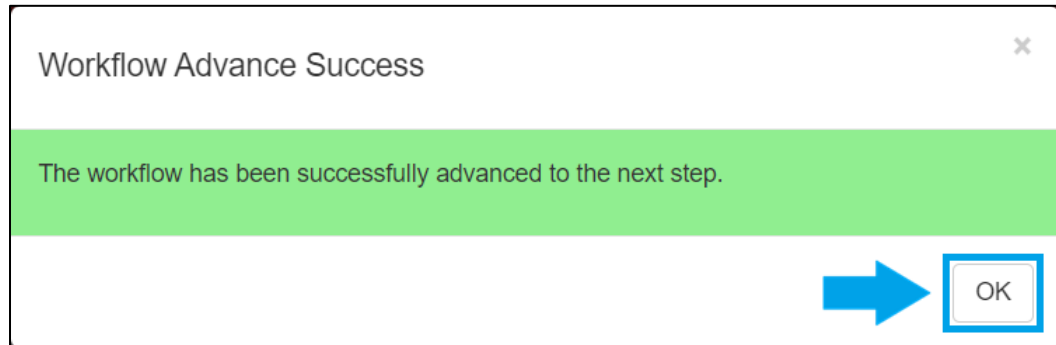 Workflow Advance Success
×
The workflow has been successfully advanced to the next step.
OK